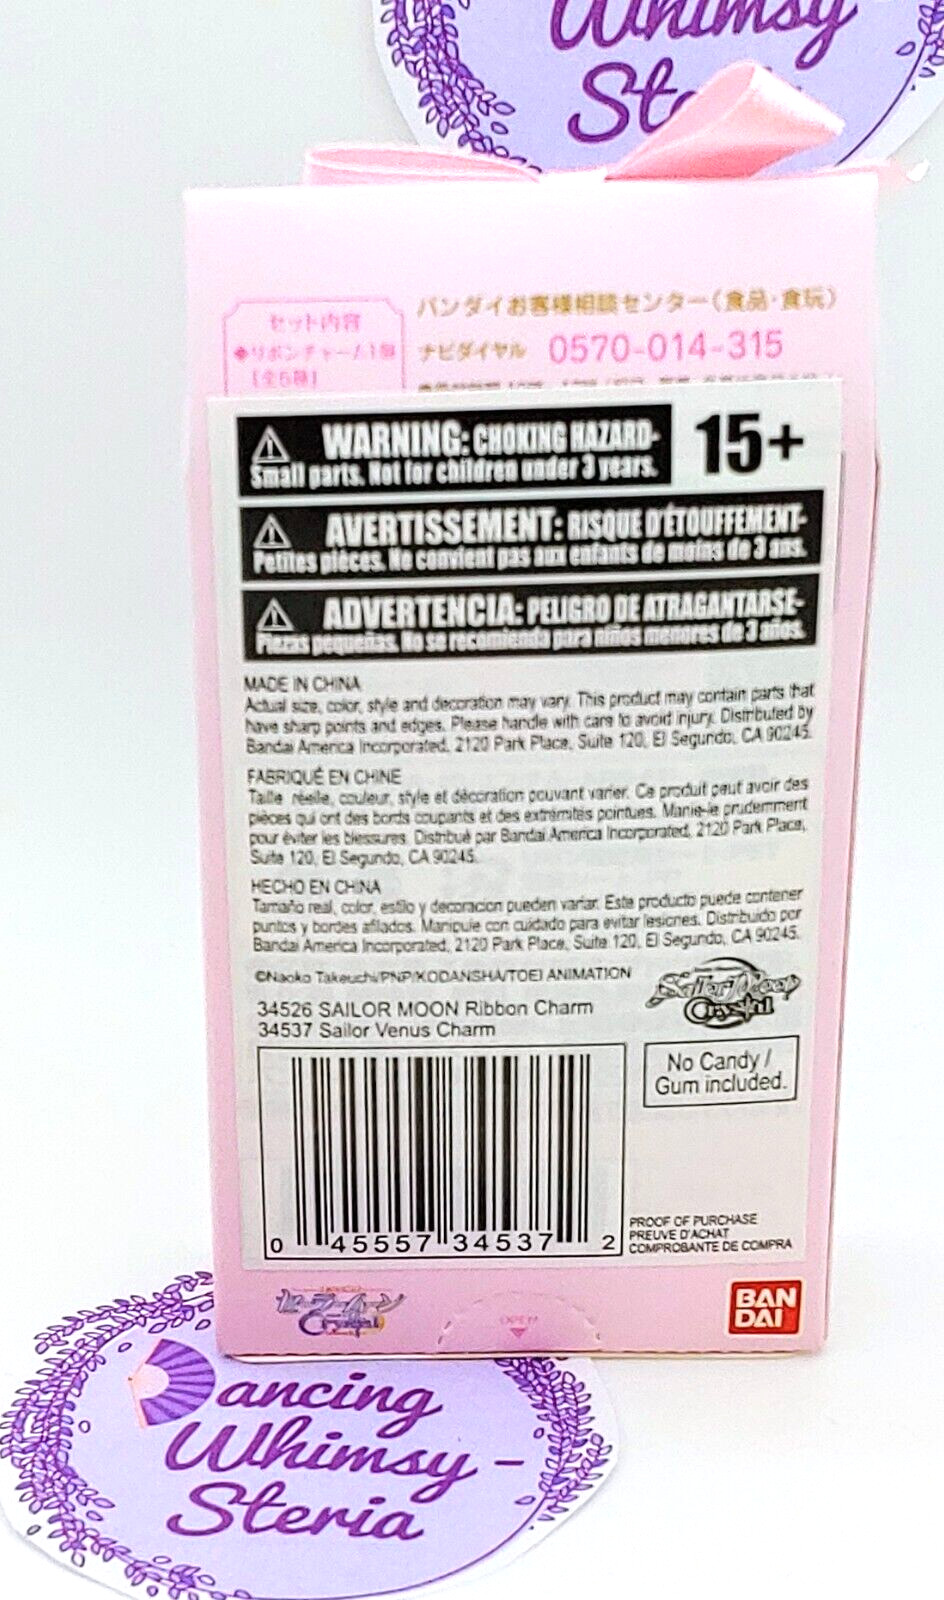 Whimsy
バンダイお客様相談センター(食品・食玩)
ナビダイヤル 0570-014-315
セット内容
◆リボンチャーム1個
[全6種]
WARNING: CHOKING HAZARD-
Small parts. Not for children under 3 years.
15+
AVERTISSEMENT: RISQUE D'ÉTOUFFEMENT-
Petites pièces. Ne convient pas aux enfants de moins de 3 ans.
ADVERTENCIA: PELIGRO DE ATRAGANTARSE-
Piezas pequeñas. No se recomienda para niños menores de 3 años.
MADE IN CHINA
Actual size, color, style and decoration may vary. This product may contain parts that
have sharp points and edges. Please handle with care to avoid injury. Distributed by
Bandai America Incorporated, 2120 Park Place, Suite 120, El Segundo, CA 90245.
FABRIQUÉ EN CHINE
Taille réelle, couleur, style et décoration pouvant varier. Ce produit peut avoir des
pièces qui ont des bords coupants et des extrémités pointues. Manie-le prudemment
pour éviter les blessures. Distribué par Bandai America Incorporated, 2120 Park Place,
Suite 120, El Segundo, CA 90245.
HECHO EN CHINA
Tamaño real, color, estilo y decoracion pueden variar. Este producto puede contener
puntos y bordes afilados. Manipule con cuidado para evitar lesiones. Distribuido por
Bandai America Incorporated, 2120 Park Place, Suite 120, El Segundo, CA 90245.
©Naoko Takeuchi/PNP/KODANSHA/TOEI ANIMATION
Sailor Moon
Crystal
34526 SAILOR MOON Ribbon Charm
34537 Sailor Venus Charm
No Candy /
Gum included.
0 45557 34537 2
PROOF OF PURCHASE
PREUVE D'ACHAT
COMPROBANTE DE COMPRA
セーラームーン
Crystal
OPEN
BAN
DAI
Dancing
Whimsy -
Steria